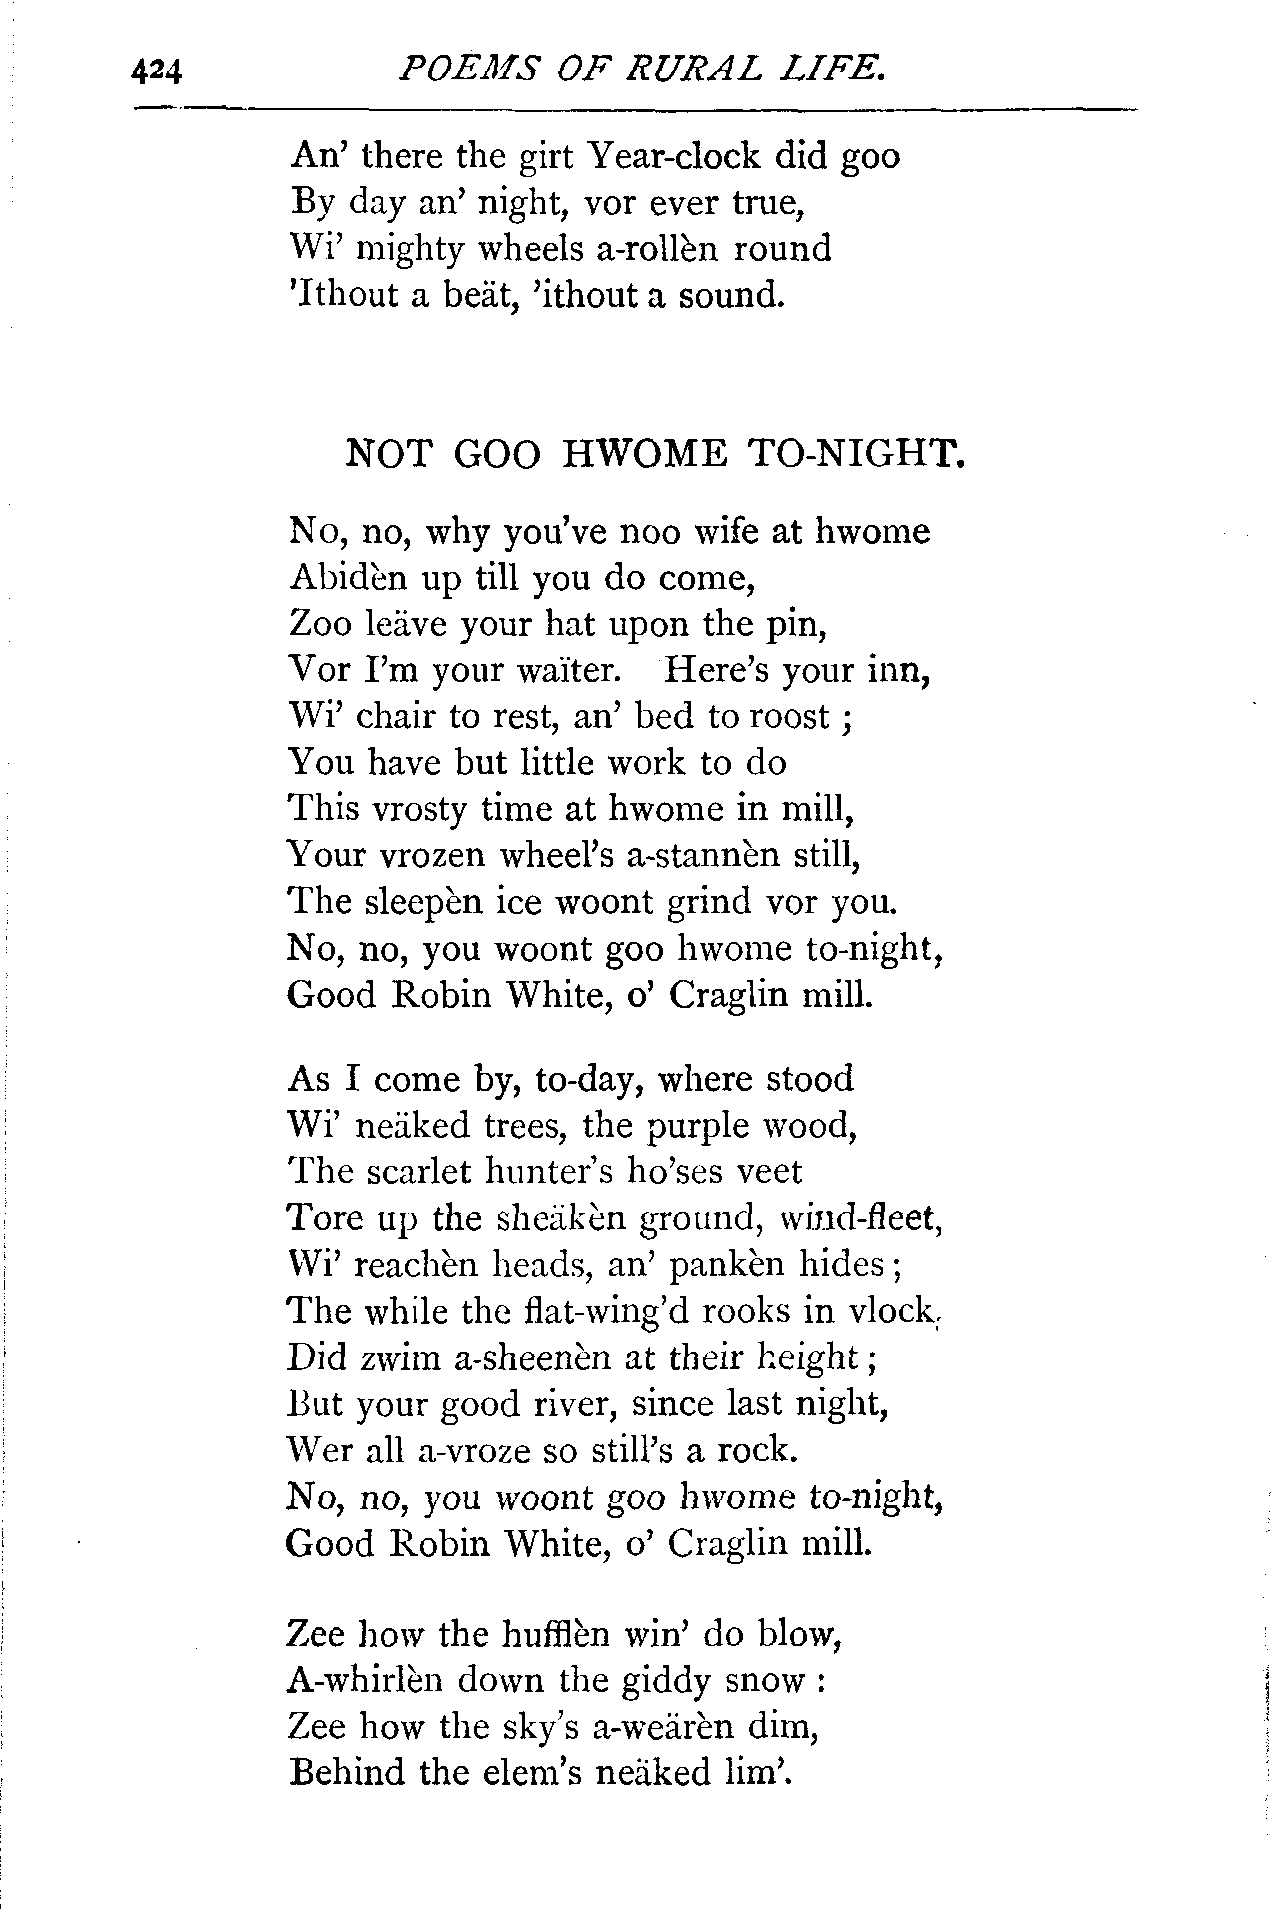 424 POEMS OF RURAL LIFE.
An' there the girt Year-clock did goo
By day an' night, vor ever true,
Wi' mighty wheels a-rollèn round
'Ithout a beät, 'ithout a sound.
NOT GOO HWOME TO-NIGHT.
No, no, why you've noo wife at hwome
Abidèn up till you do come,
Zoo leäve your hat upon the pin,
Vor I'm your waïter. Here's your inn,
Wi' chair to rest, an' bed to roost ;
You have but little work to do
This vrosty time at hwome in mill,
Your vrozen wheel's a-stannèn still,
The sleepèn ice woont grind vor you.
No, no, you woont goo hwome to-night,
Good Robin White, o' Craglin mill.
As I come by, to-day, where stood
Wi' neäked trees, the purple wood,
The scarlet hunter's ho'ses veet
Tore up the sheäkèn ground, wind-fleet,
Wi' reachèn heads, an' pankèn hides ;
The while the flat-wing'd rooks in vlock,
Did zwim a-sheenèn at their height ;
But your good river, since last night,
Wer all a-vroze so still's a rock.
No, no, you woont goo hwome to-night,
Good Robin White, o' Craglin mill.
Zee how the hufflèn win' do blow,
A-whirlèn down the giddy snow :
Zee how the sky's a-weärèn dim,
Behind the elem's neäked lim'.